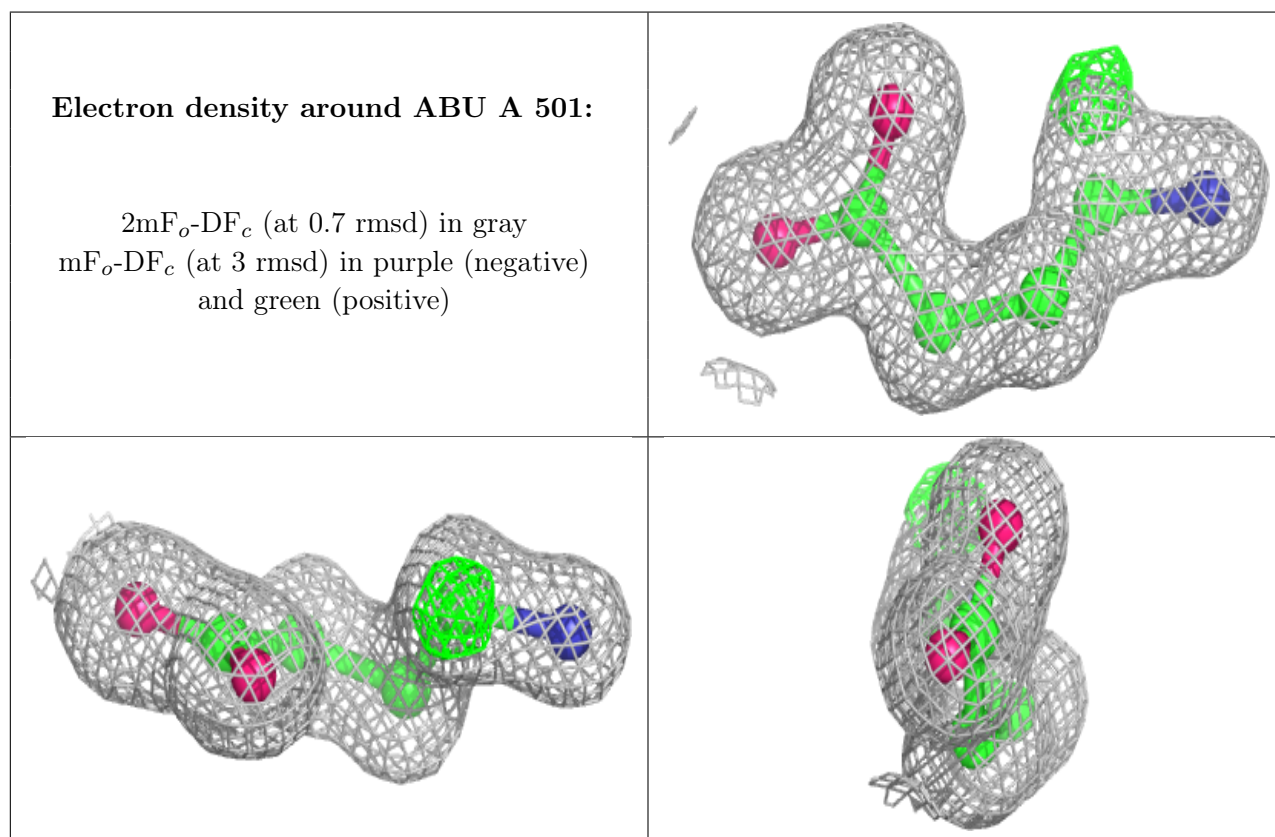 Electron density around ABU A 501:
2mFo-DFc (at 0.7 rmsd) in gray
mFo-DFc (at 3 rmsd) in purple (negative)
and green (positive)